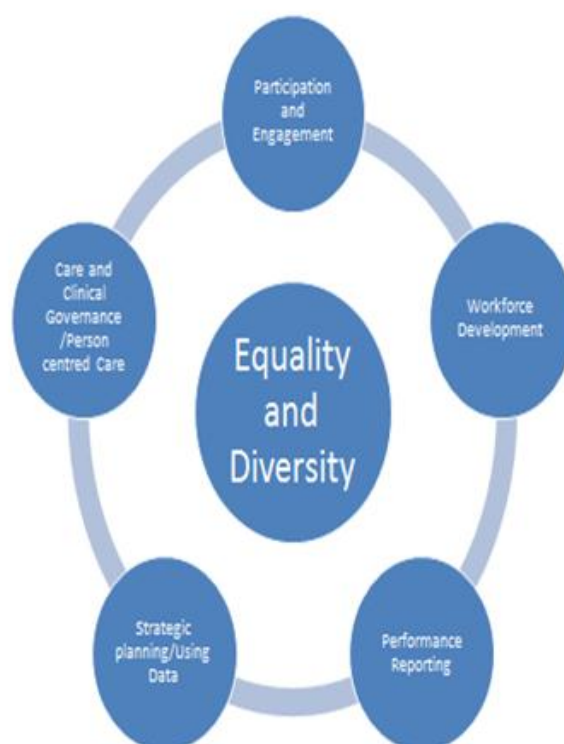 Participation
and
Engagement
Workforce
Development
Performance
Reporting
Strategic
planning/Using
Data
Care and
Clinical
Governance
/Person
centred Care
Equality
and
Diversity